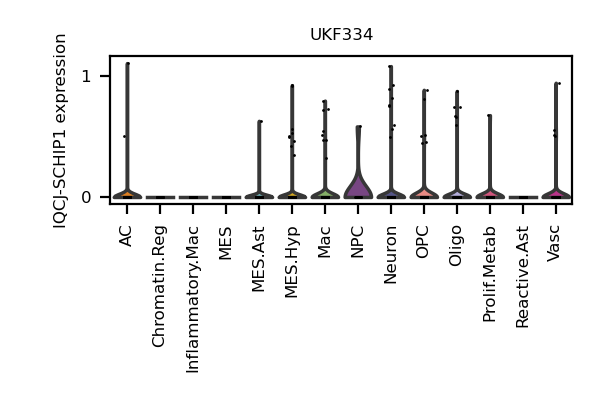 UKF334
IQCJ-SCHIP1 expression
1
0
AC
Chromatin.Reg
Inflammatory.Mac
MES
MES.Ast
MES.Hyp
Mac
NPC
Neuron
OPC
Oligo
Prolif.Metab
Reactive.Ast
Vasc